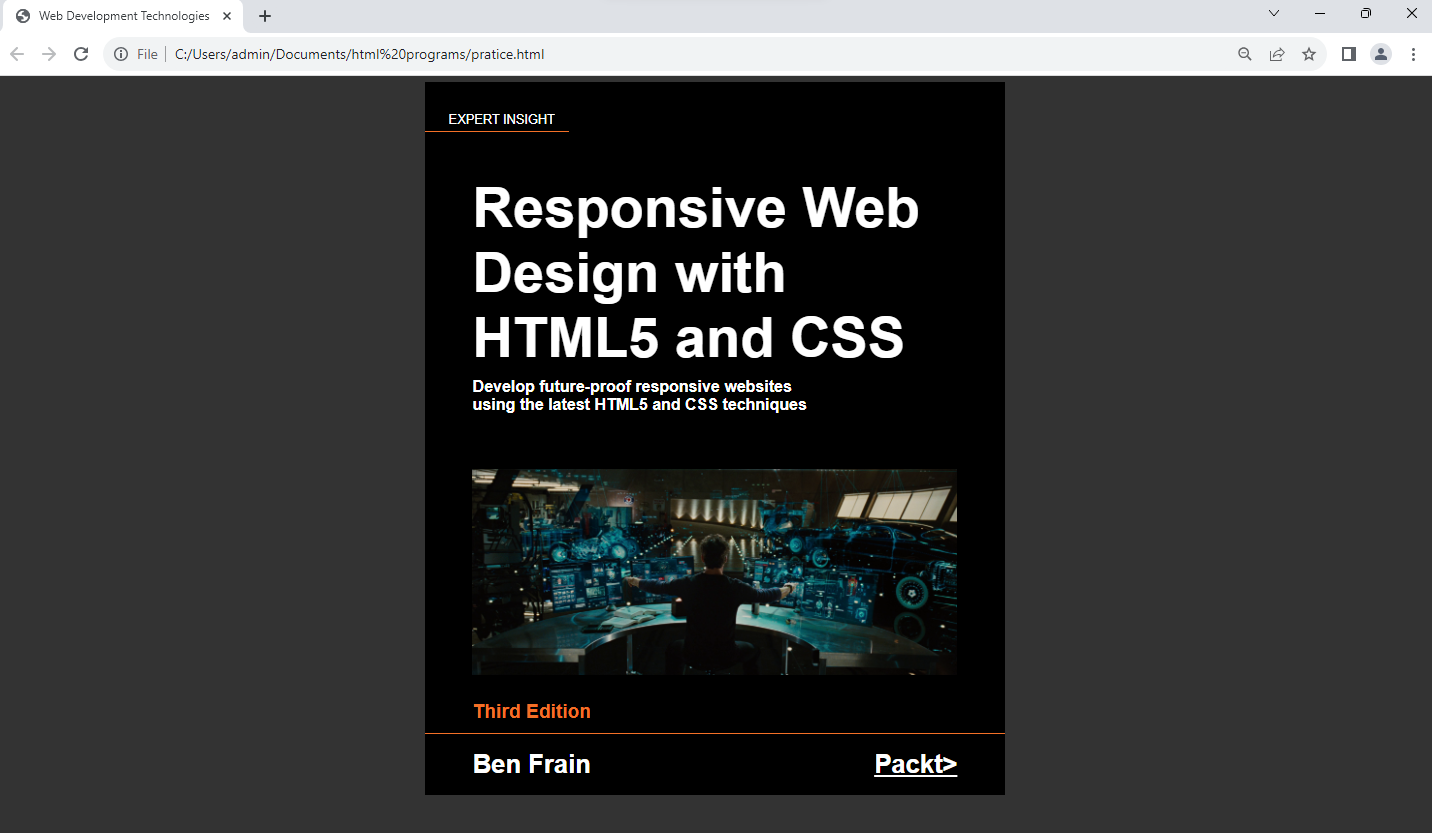 Web Development Technologies
File
C:/Users/admin/Documents/html%20programs/pratice.html
EXPERT INSIGHT
Responsive Web
Design with
HTML5 and CSS
Develop future-proof responsive websites
using the latest HTML5 and CSS techniques
Third Edition
Ben Frain
Packt>